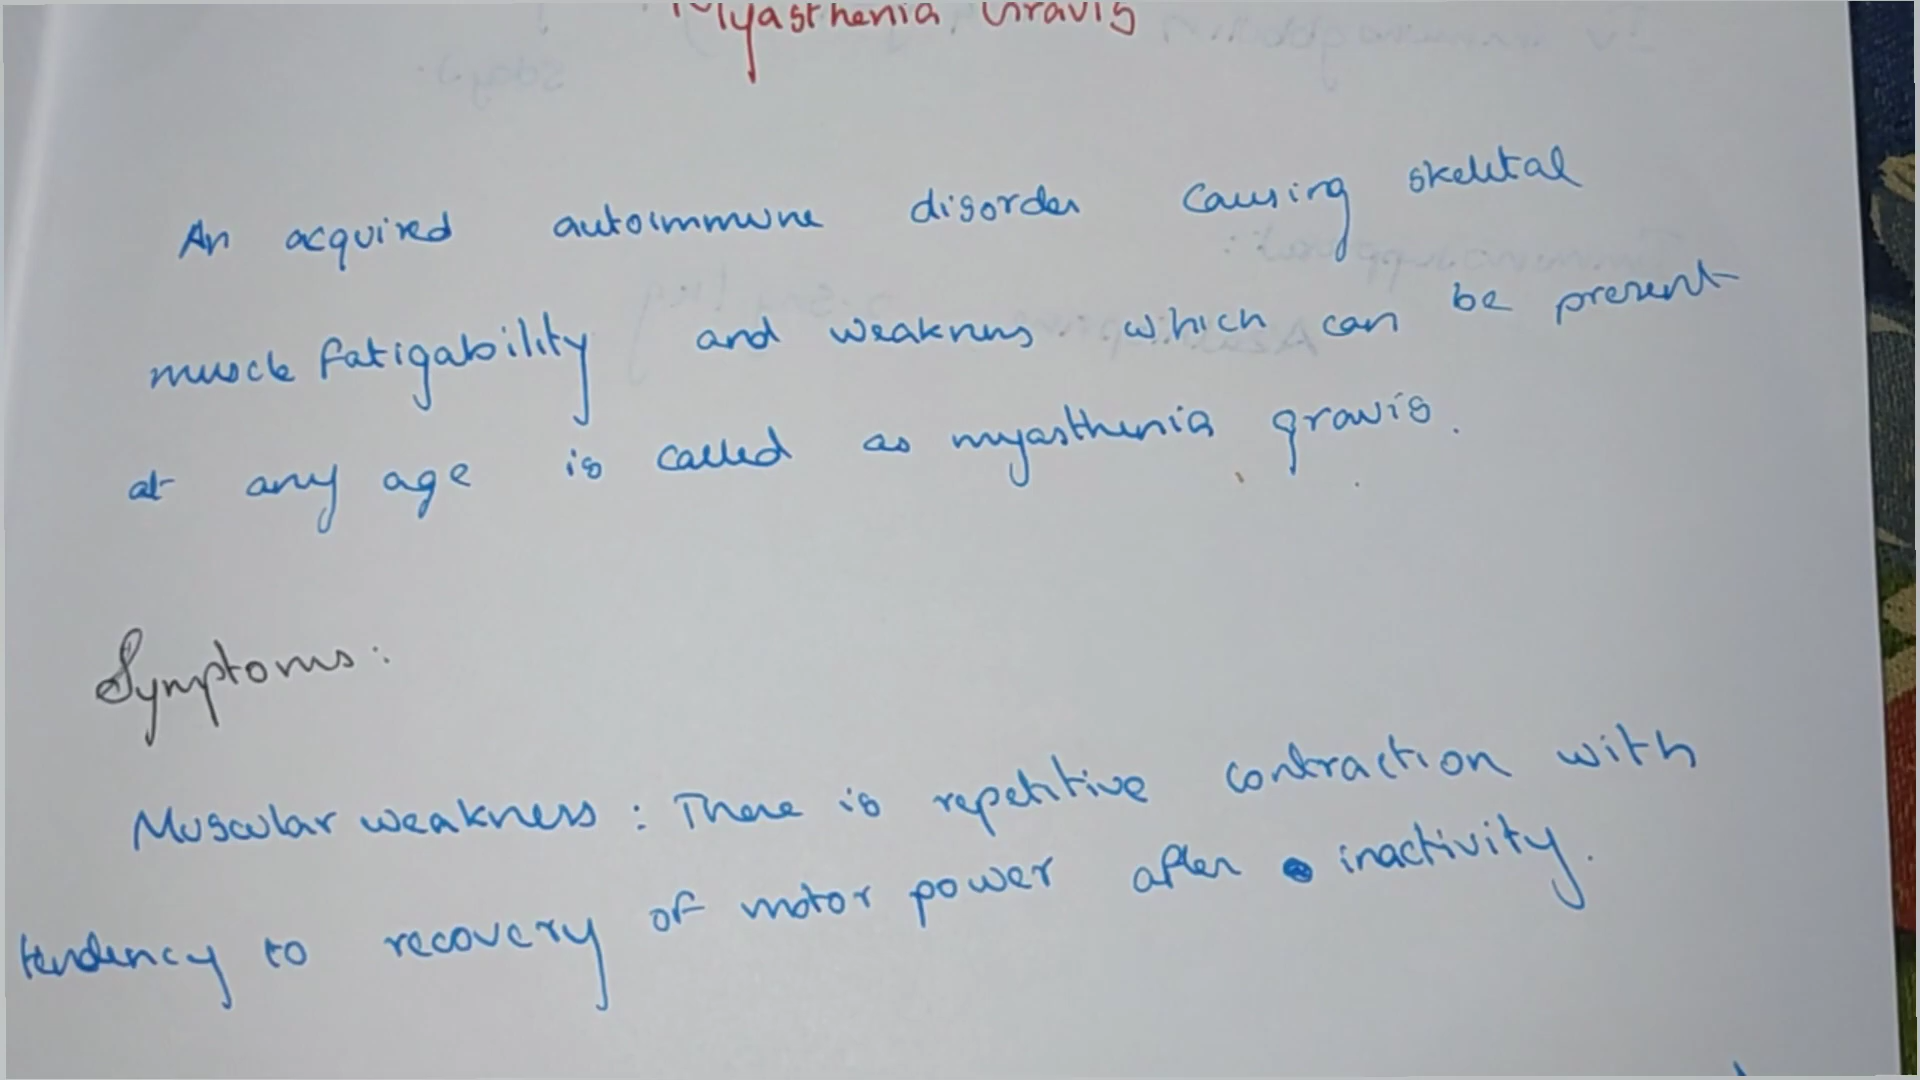 Myasthenia Gravis
An acquired autoimmune disorder causing skeletal
muscle fatigability and weakness which can be present
at any age is called as myasthenia gravis.
Symptoms:
Muscular weakness: There is repetitive contraction with
tendency to recovery of motor power after inactivity.